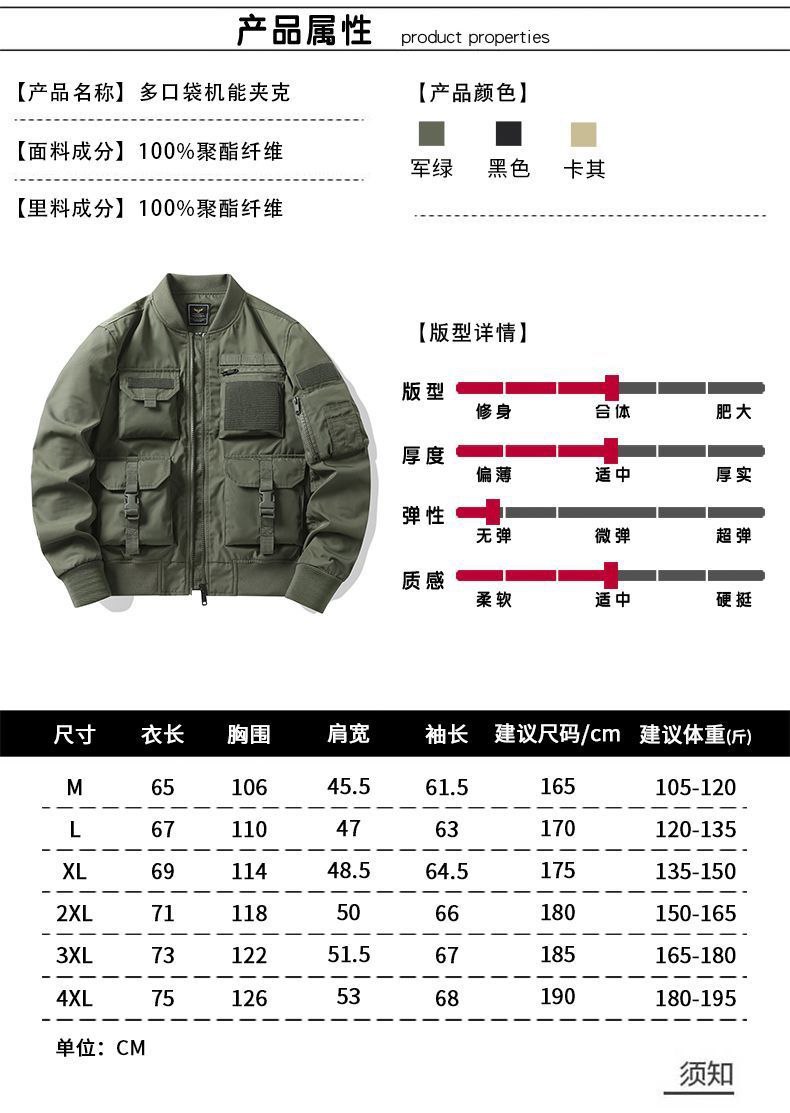 产品属性 product properties
【产品名称】多口袋机能夹克
【面料成分】100%聚酯纤维
【里料成分】100%聚酯纤维
【产品颜色】
军绿 黑色 卡其
【版型详情】
版型
修身 合体 肥大
厚度
偏薄 适中 厚实
弹性
无弹 微弹 超弹
质感
柔软 适中 硬挺
尺寸 衣长 胸围 肩宽 袖长 建议尺码/cm 建议体重(斤)
M 65 106 45.5 61.5 165 105-120
L 67 110 47 63 170 120-135
XL 69 114 48.5 64.5 175 135-150
2XL 71 118 50 66 180 150-165
3XL 73 122 51.5 67 185 165-180
4XL 75 126 53 68 190 180-195
单位：CM
须知